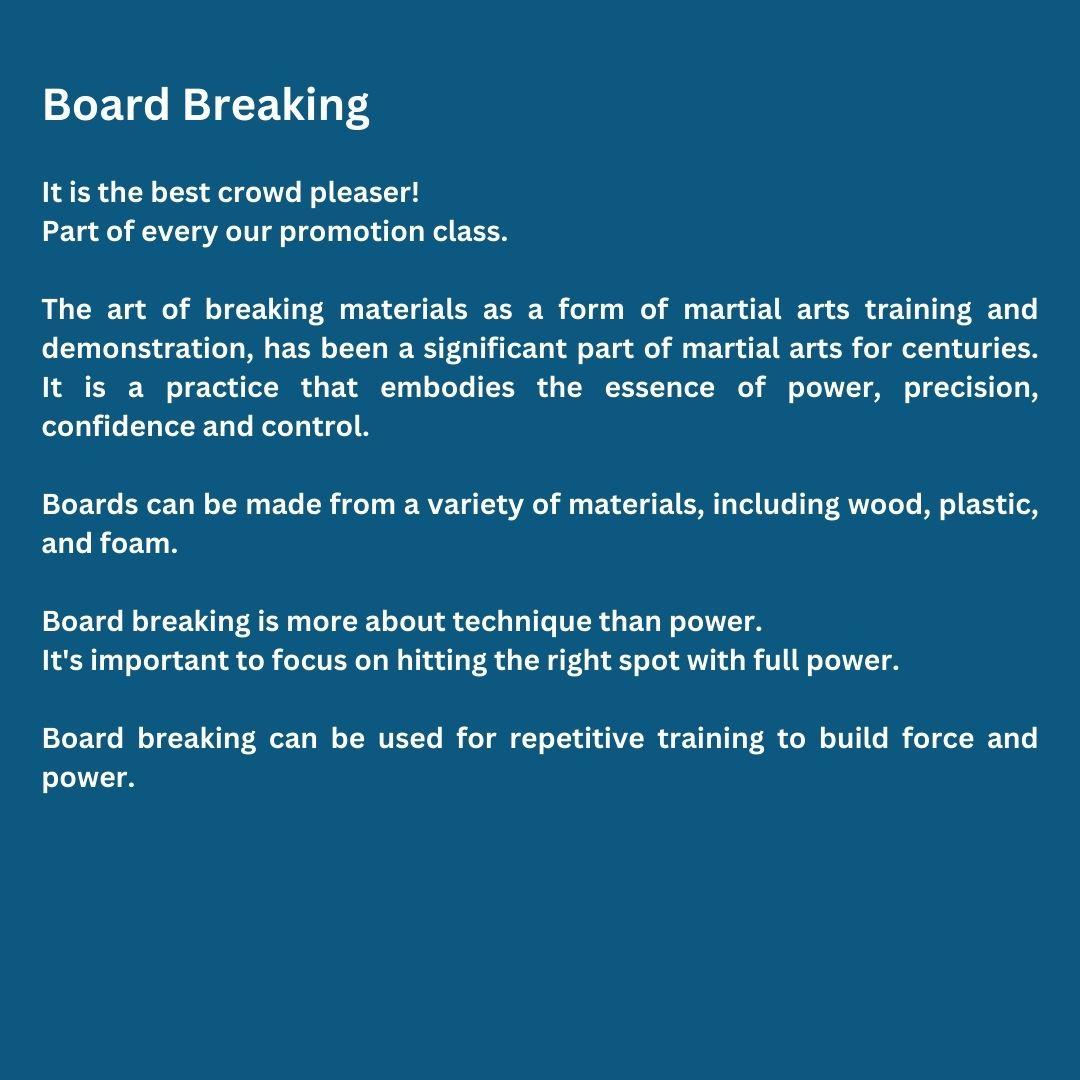 Board Breaking
It is the best crowd pleaser!
Part of every our promotion class.
The art of breaking materials as a form of martial arts training and
demonstration, has been a significant part of martial arts for centuries.
It is a practice that embodies the essence of power, precision,
confidence and control.
Boards can be made from a variety of materials, including wood, plastic,
and foam.
Board breaking is more about technique than power.
It's important to focus on hitting the right spot with full power.
Board breaking can be used for repetitive training to build force and
power.